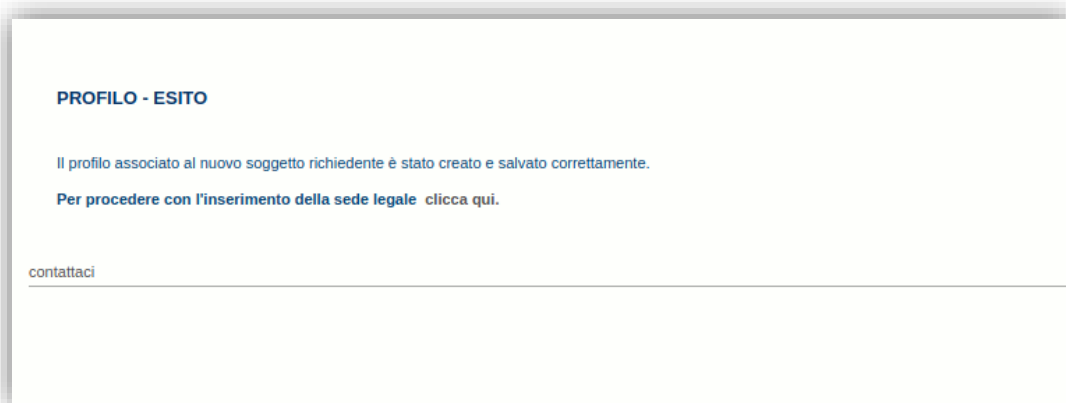 PROFILO - ESITO
Il profilo associato al nuovo soggetto richiedente è stato creato e salvato correttamente.
Per procedere con l'inserimento della sede legale clicca qui.
contattaci